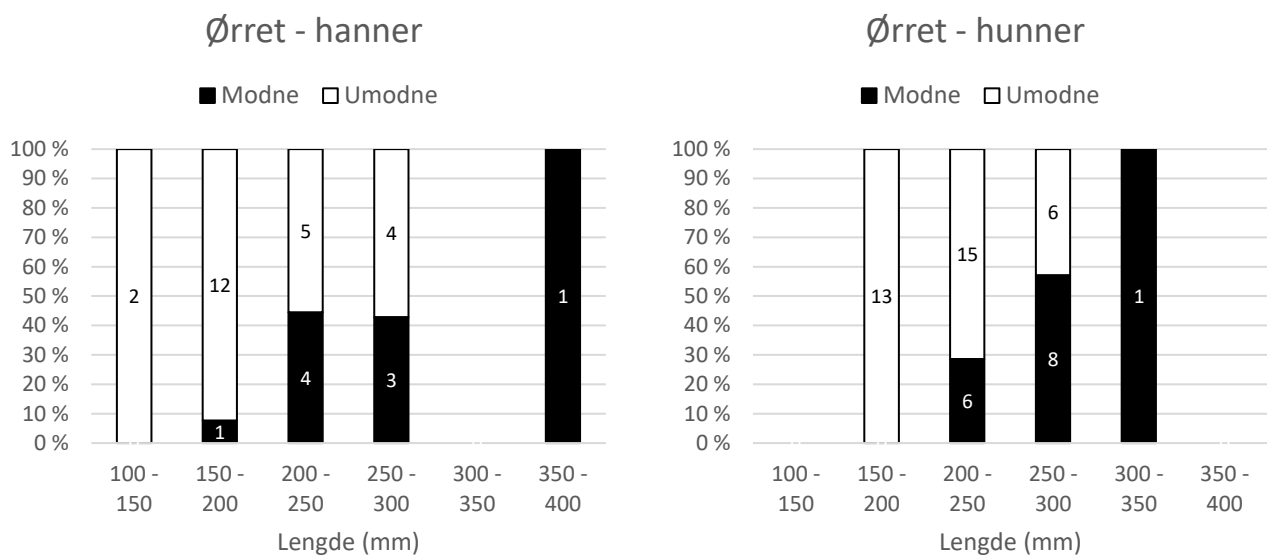 Ørret - hanner
Modne Umodne
100 %
90 %
80 %
70 %
60 %
50 %
40 %
30 %
20 %
10 %
0 %
2
12
5
4
1
1
4
3
100 - 150
150 - 200
200 - 250
250 - 300
300 - 350
350 - 400
Lengde (mm)
Ørret - hunner
Modne Umodne
100 %
90 %
80 %
70 %
60 %
50 %
40 %
30 %
20 %
10 %
0 %
13
15
6
1
6
8
100 - 150
150 - 200
200 - 250
250 - 300
300 - 350
350 - 400
Lengde (mm)